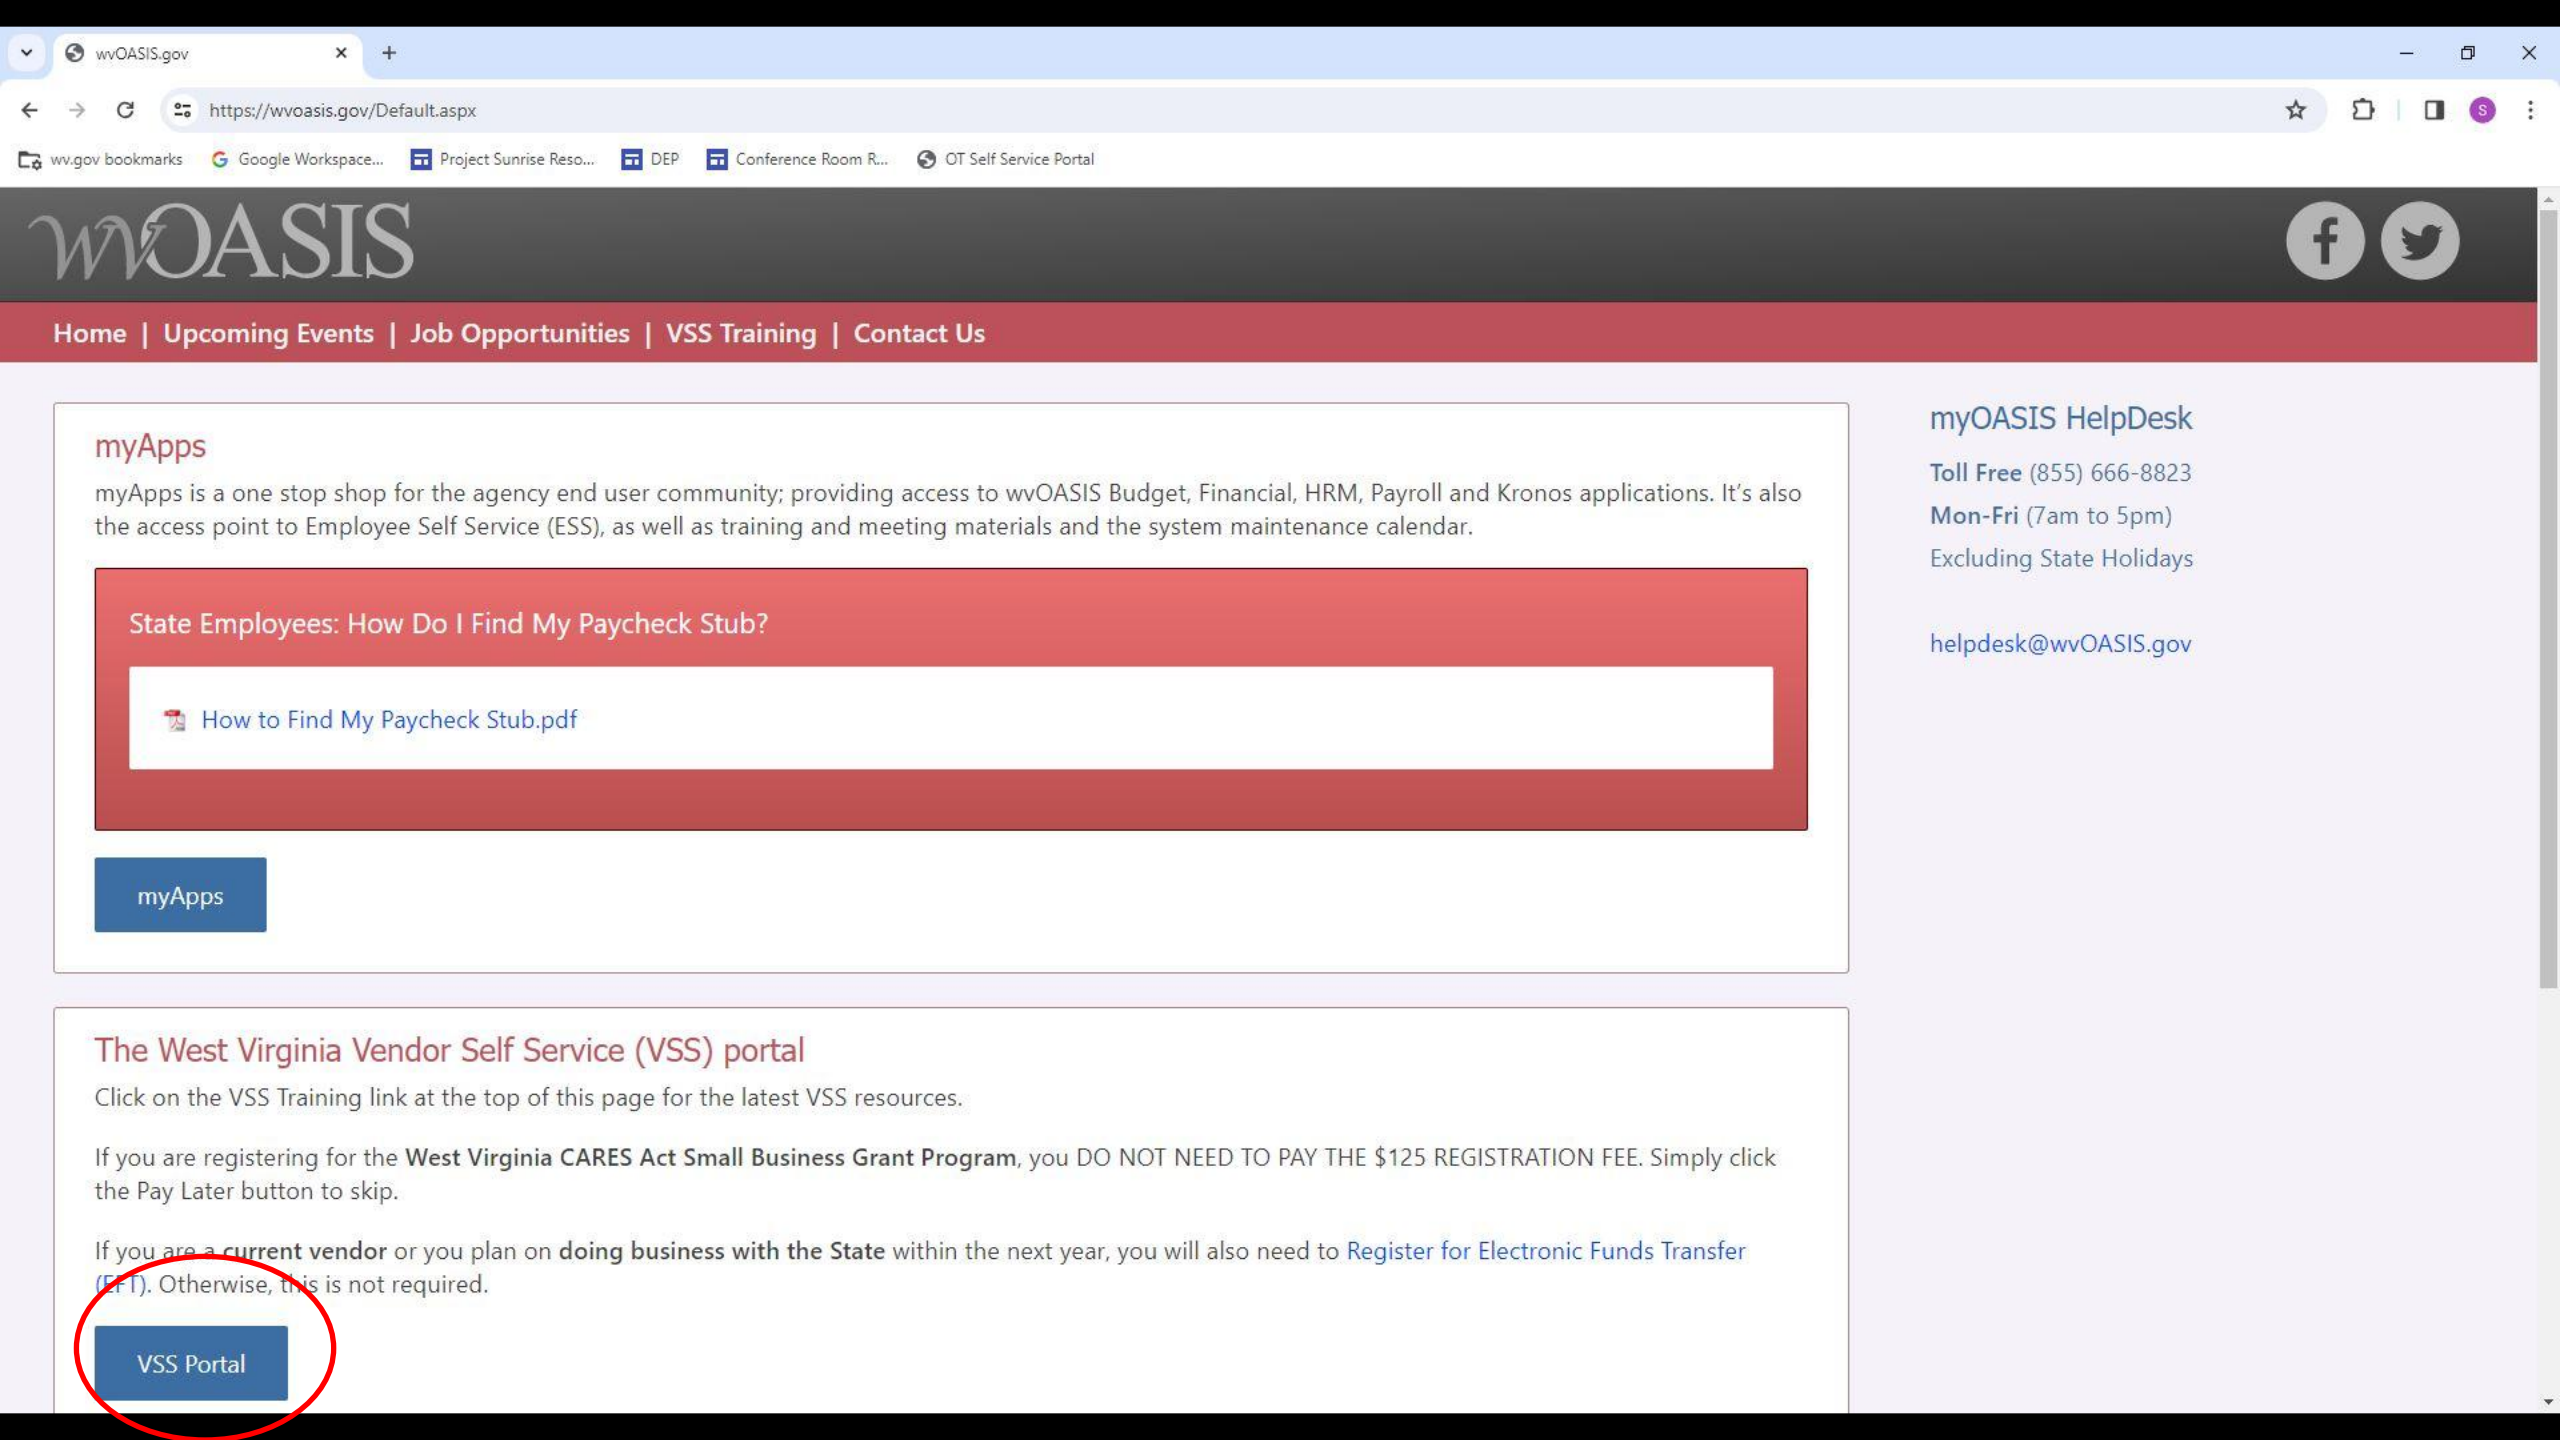 wvOASIS.gov
https://wvoasis.gov/Default.aspx
S
wv.gov bookmarks
Google Workspace...
Project Sunrise Reso...
DEP
Conference Room R...
OT Self Service Portal
wvOASIS
Home | Upcoming Events | Job Opportunities | VSS Training | Contact Us
myApps
myApps is a one stop shop for the agency end user community; providing access to wvOASIS Budget, Financial, HRM, Payroll and Kronos applications. It's also
the access point to Employee Self Service (ESS), as well as training and meeting materials and the system maintenance calendar.
State Employees: How Do I Find My Paycheck Stub?
How to Find My Paycheck Stub.pdf
myApps
myOASIS HelpDesk
Toll Free (855) 666-8823
Mon-Fri (7am to 5pm)
Excluding State Holidays
helpdesk@wvOASIS.gov
The West Virginia Vendor Self Service (VSS) portal
Click on the VSS Training link at the top of this page for the latest VSS resources.
If you are registering for the West Virginia CARES Act Small Business Grant Program, you DO NOT NEED TO PAY THE $125 REGISTRATION FEE. Simply click
the Pay Later button to skip.
If you are a current vendor or you plan on doing business with the State within the next year, you will also need to Register for Electronic Funds Transfer
(EFT). Otherwise, this is not required.
VSS Portal